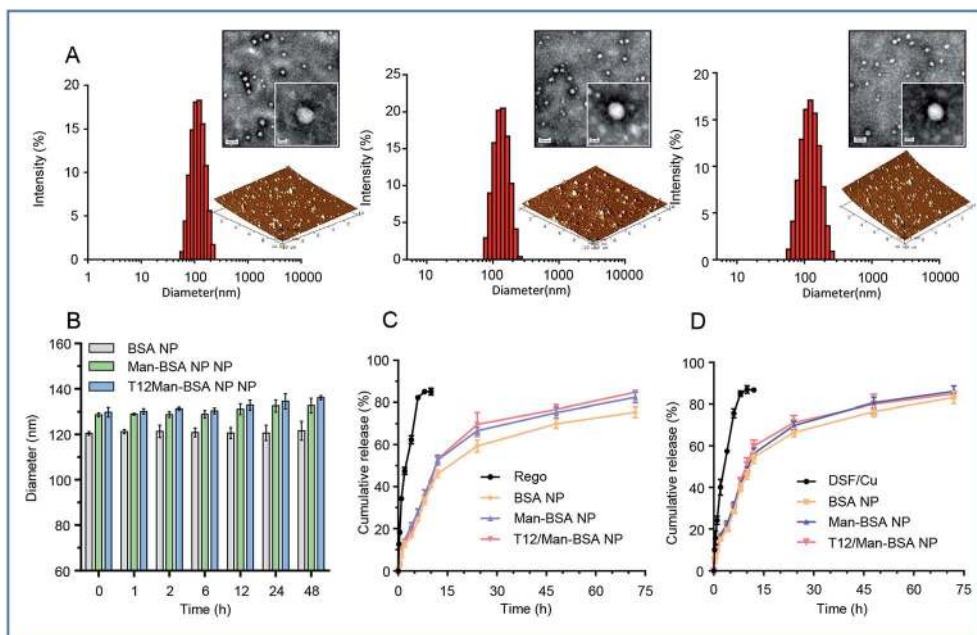 A
Intensity (%)
20
15
10
5
0
1 10 100 1000 10000
Diameter(nm)
Intensity (%)
25
20
15
10
5
0
10 100 1000 10000
Diameter(nm)
Intensity (%)
20
15
10
5
0
10 100 1000 10000
Diameter(nm)
B
BSA NP
Man-BSA NP NP
T12Man-BSA NP NP
Diameter (nm)
160
140
120
100
80
60
0 1 2 6 12 24 48
Time (h)
C
Cumulative release (%)
100
80
60
40
20
0
Rego
BSA NP
Man-BSA NP
T12/Man-BSA NP
0 15 30 45 60 75
Time (h)
D
Cumulative release (%)
100
80
60
40
20
0
DSF/Cu
BSA NP
Man-BSA NP
T12/Man-BSA NP
0 15 30 45 60 75
Time (h)